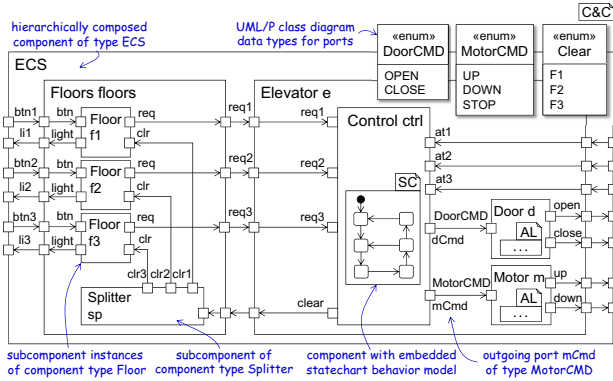 C&C
hierarchically composed
component of type ECS
UML/P class diagram
data types for ports
«enum»
DoorCMD
OPEN
CLOSE
«enum»
MotorCMD
UP
DOWN
STOP
«enum»
Clear
F1
F2
F3
ECS
Floors floors
Elevator e
btn1
btn
Floor
f1
req
req1
req1
li1
light
clr
btn2
btn
Floor
f2
req
req2
req2
li2
light
clr
btn3
btn
Floor
f3
req
req3
req3
li3
light
clr
clr3
clr2
clr1
Splitter
sp
clear
Control ctrl
SC
at1
at2
at3
DoorCMD
dCmd
Door d
AL
...
open
close
MotorCMD
mCmd
Motor m
AL
...
up
down
subcomponent instances
of component type Floor
subcomponent of
component type Splitter
component with embedded
statechart behavior model
outgoing port mCmd
of type MotorCMD